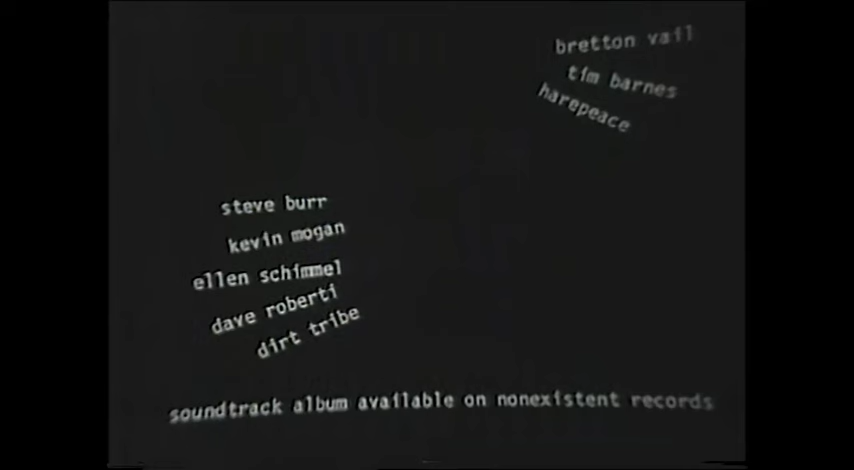 bretton vail
tim barnes
harepeace
steve burr
kevin mogan
ellen schimmel
dave roberti
dirt tribe
soundtrack album available on nonexistent records